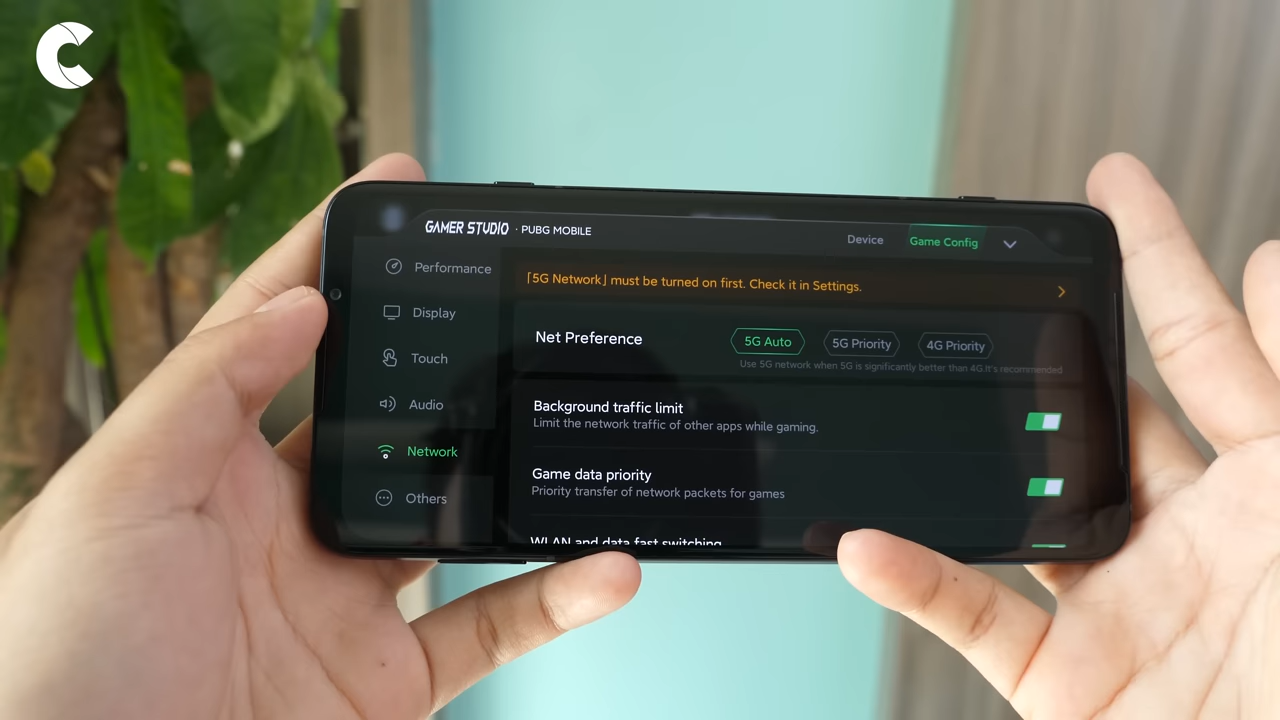 GAMER STUDIO · PUBG MOBILE
Device
Game Config
Performance
Display
Touch
Audio
Network
Others
「5G Network」 must be turned on first. Check it in Settings.
Net Preference
5G Auto
5G Priority
4G Priority
Use 5G network when 5G is significantly better than 4G.It's recommended
Background traffic limit
Limit the network traffic of other apps while gaming.
Game data priority
Priority transfer of network packets for games
WLAN and data fast switching